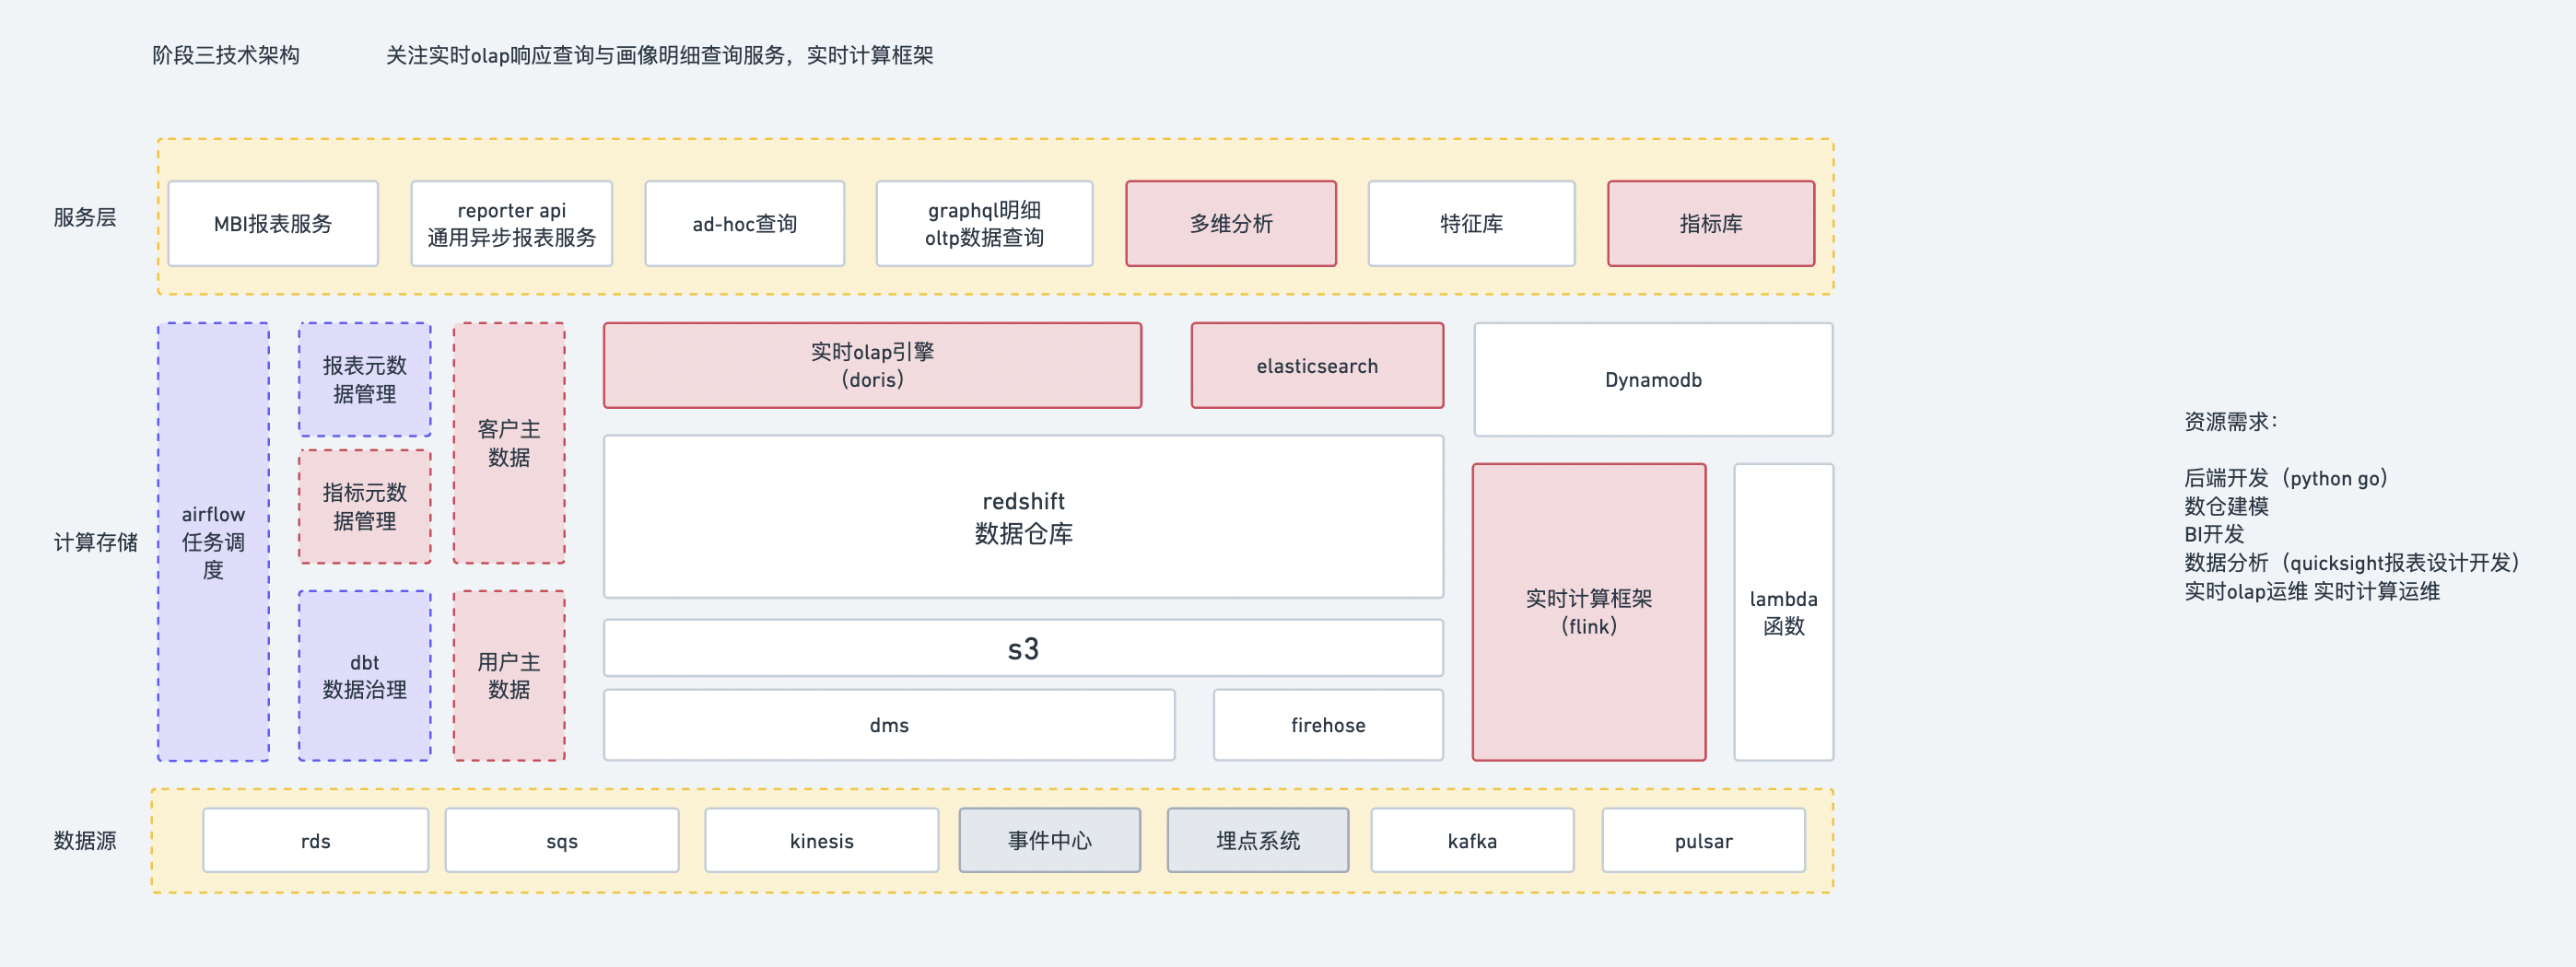 阶段三技术架构
关注实时olap响应查询与画像明细查询服务，实时计算框架
服务层
MBI报表服务
reporter api
通用异步报表服务
ad-hoc查询
graphql明细
oltp数据查询
多维分析
特征库
指标库
计算存储
airflow
任务调
度
报表元数
据管理
指标元数
据管理
dbt
数据治理
客户主
数据
用户主
数据
实时olap引擎
（doris）
elasticsearch
Dynamodb
redshift
数据仓库
s3
dms
firehose
实时计算框架
（flink）
lambda
函数
数据源
rds
sqs
kinesis
事件中心
埋点系统
kafka
pulsar
资源需求：
后端开发（python go）
数仓建模
BI开发
数据分析（quicksight报表设计开发）
实时olap运维 实时计算运维